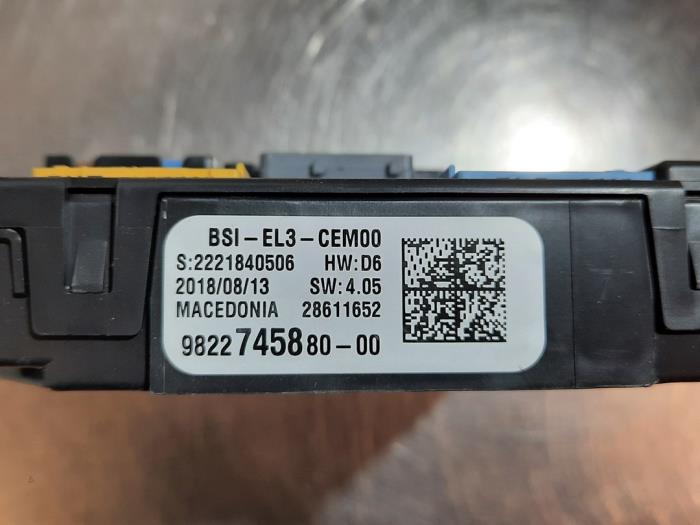 BSI-EL3-CEM00
S:2221840506 HW:D6
2018/08/13 SW:4.05
MACEDONIA 28611652
9822745880-00